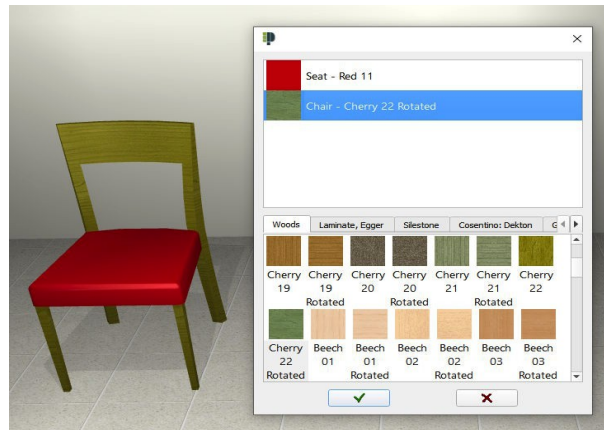 Seat - Red 11
Chair - Cherry 22 Rotated
Woods
Laminate, Egger
Silestone
Cosentino: Dekton
G
Cherry 19
Cherry 19 Rotated
Cherry 20
Cherry 20 Rotated
Cherry 21
Cherry 21 Rotated
Cherry 22
Cherry 22 Rotated
Beech 01
Beech 01 Rotated
Beech 02
Beech 02 Rotated
Beech 03
Beech 03 Rotated